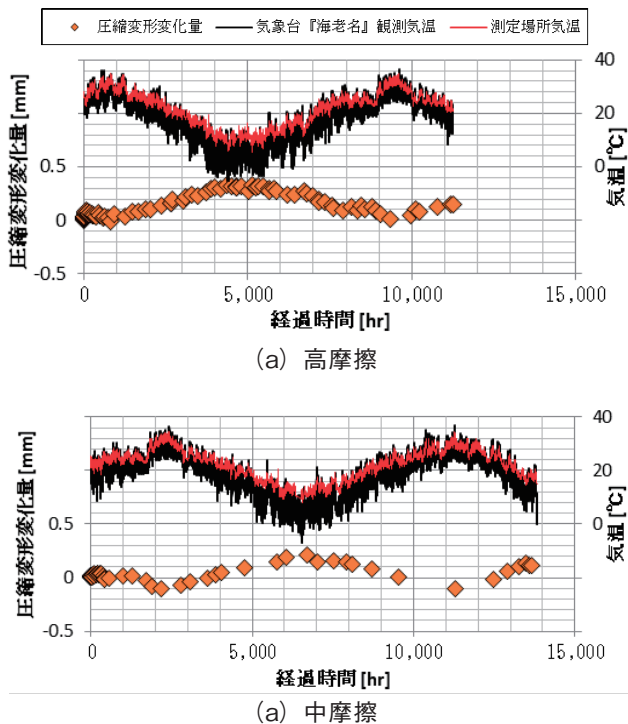 圧縮変形変化量 気象台『海老名』観測気温 測定場所気温
圧縮変形変化量 [mm]
0.5
0
-0.5
40
20
0
気温 [℃]
0 5,000 10,000 15,000
経過時間 [hr]
(a) 高摩擦
圧縮変形変化量 [mm]
0.5
0
-0.5
40
20
0
気温 [℃]
0 5,000 10,000 15,000
経過時間 [hr]
(a) 中摩擦